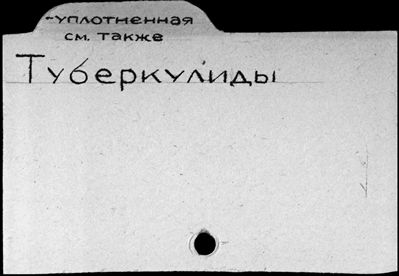 -уплотненная
см. также
Туберкулиды